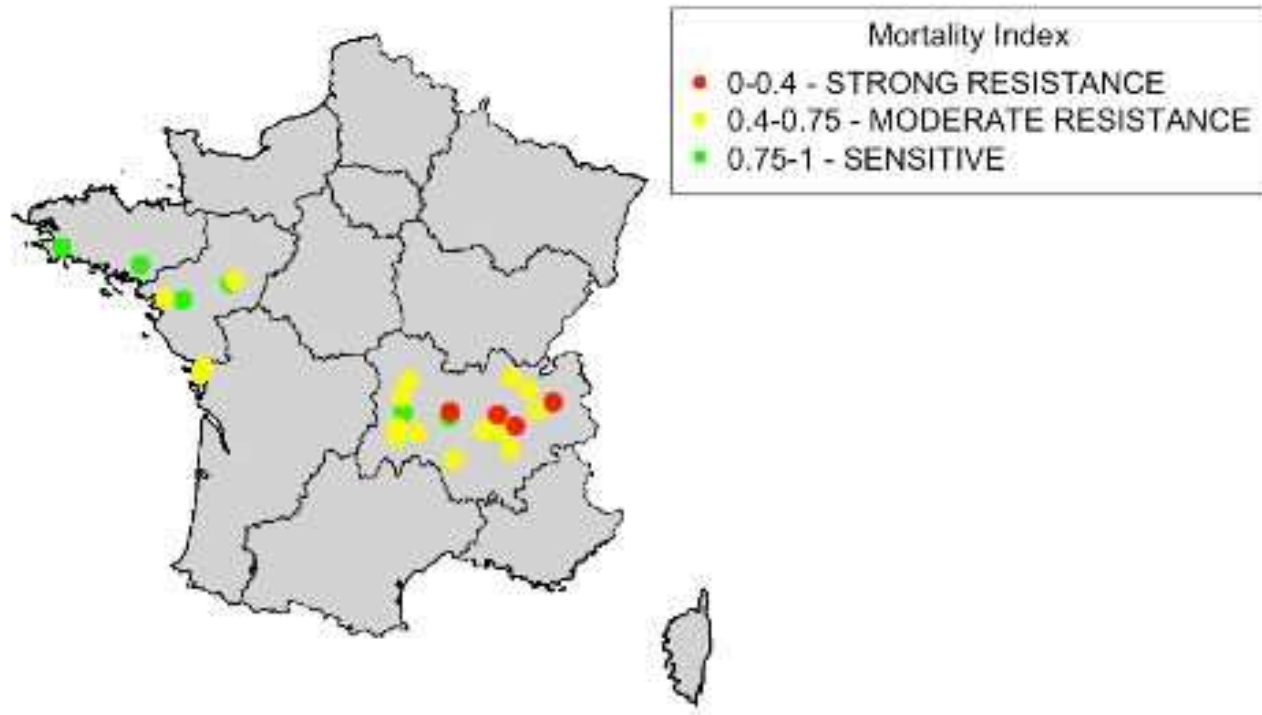 Mortality Index
0-0.4 - STRONG RESISTANCE
0.4-0.75 - MODERATE RESISTANCE
0.75-1 - SENSITIVE